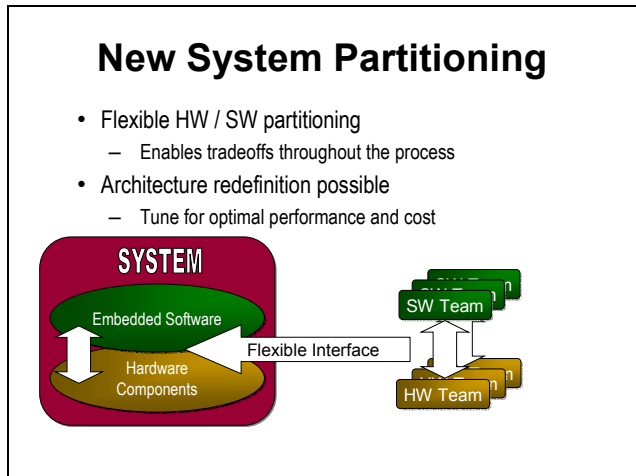 New System Partitioning
• Flexible HW / SW partitioning
– Enables tradeoffs throughout the process
• Architecture redefinition possible
– Tune for optimal performance and cost
SYSTEM
Embedded Software
Hardware
Components
Flexible Interface
SW Team
HW Team